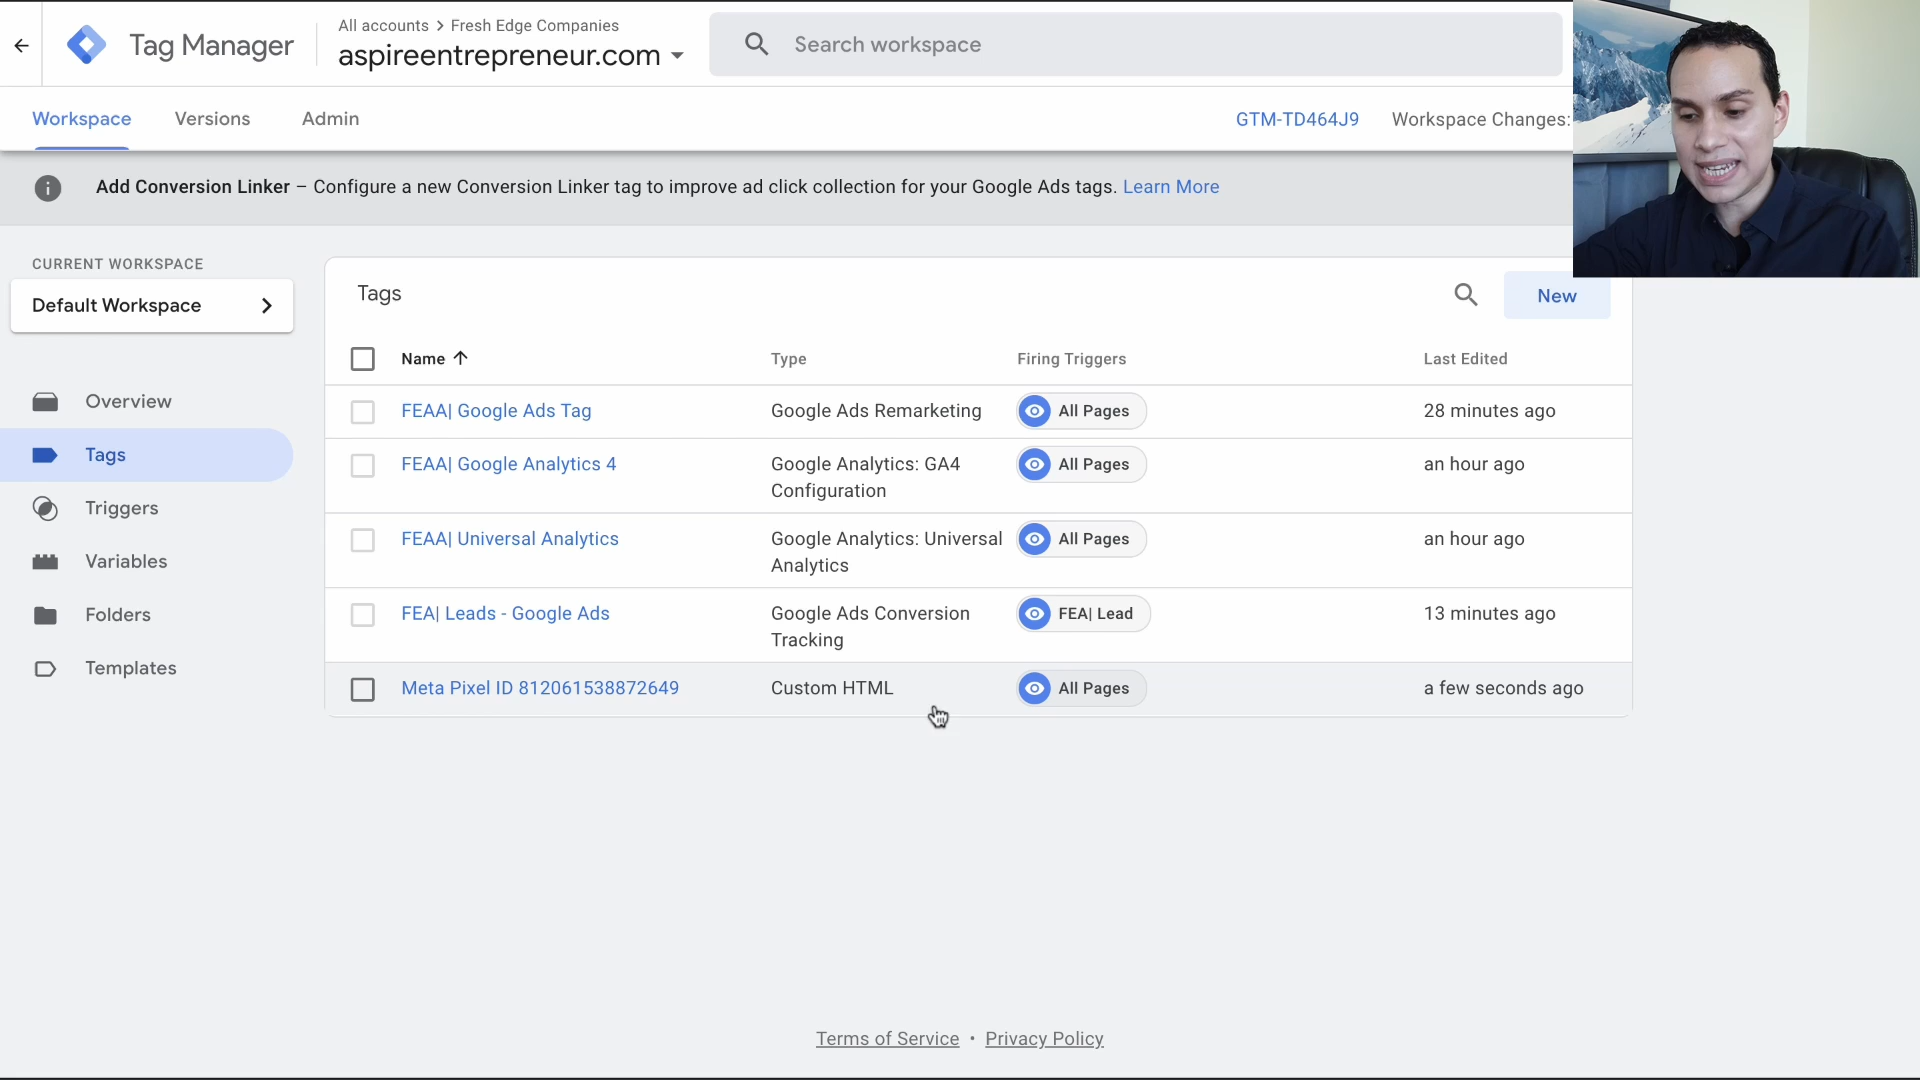 Tag Manager
All accounts > Fresh Edge Companies
aspireentrepreneur.com
Search workspace
Workspace
Versions
Admin
GTM-TD464J9
Workspace Changes:
Add Conversion Linker – Configure a new Conversion Linker tag to improve ad click collection for your Google Ads tags. Learn More
CURRENT WORKSPACE
Default Workspace
Overview
Tags
Triggers
Variables
Folders
Templates
Tags
New
Name
Type
Firing Triggers
Last Edited
FEAA| Google Ads Tag
Google Ads Remarketing
All Pages
28 minutes ago
FEAA| Google Analytics 4
Google Analytics: GA4
Configuration
All Pages
an hour ago
FEAA| Universal Analytics
Google Analytics: Universal
Analytics
All Pages
an hour ago
FEA| Leads - Google Ads
Google Ads Conversion
Tracking
FEA| Lead
13 minutes ago
Meta Pixel ID 812061538872649
Custom HTML
All Pages
a few seconds ago
Terms of Service • Privacy Policy